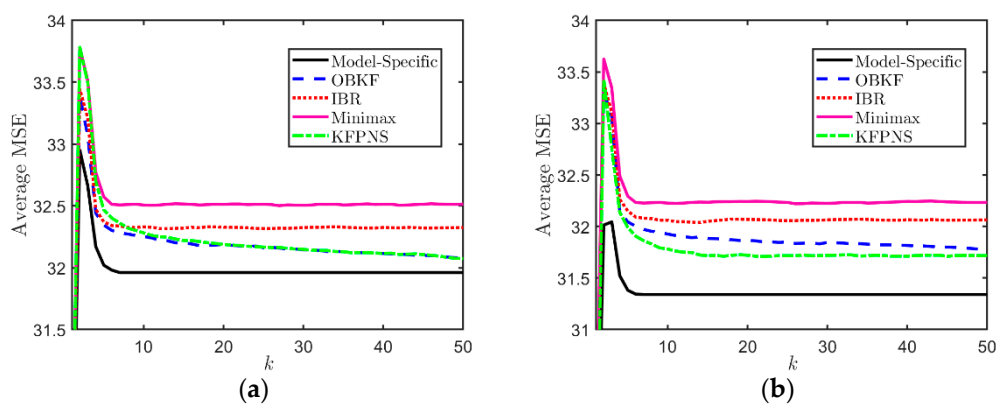 34
33.5
33
32.5
32
31.5
Average MSE
10
20
30
40
50
k
Model-Specific
OBKF
IBR
Minimax
KFPNS
(a)
34
33.5
33
32.5
32
31.5
31
Average MSE
10
20
30
40
50
k
Model-Specific
OBKF
IBR
Minimax
KFPNS
(b)